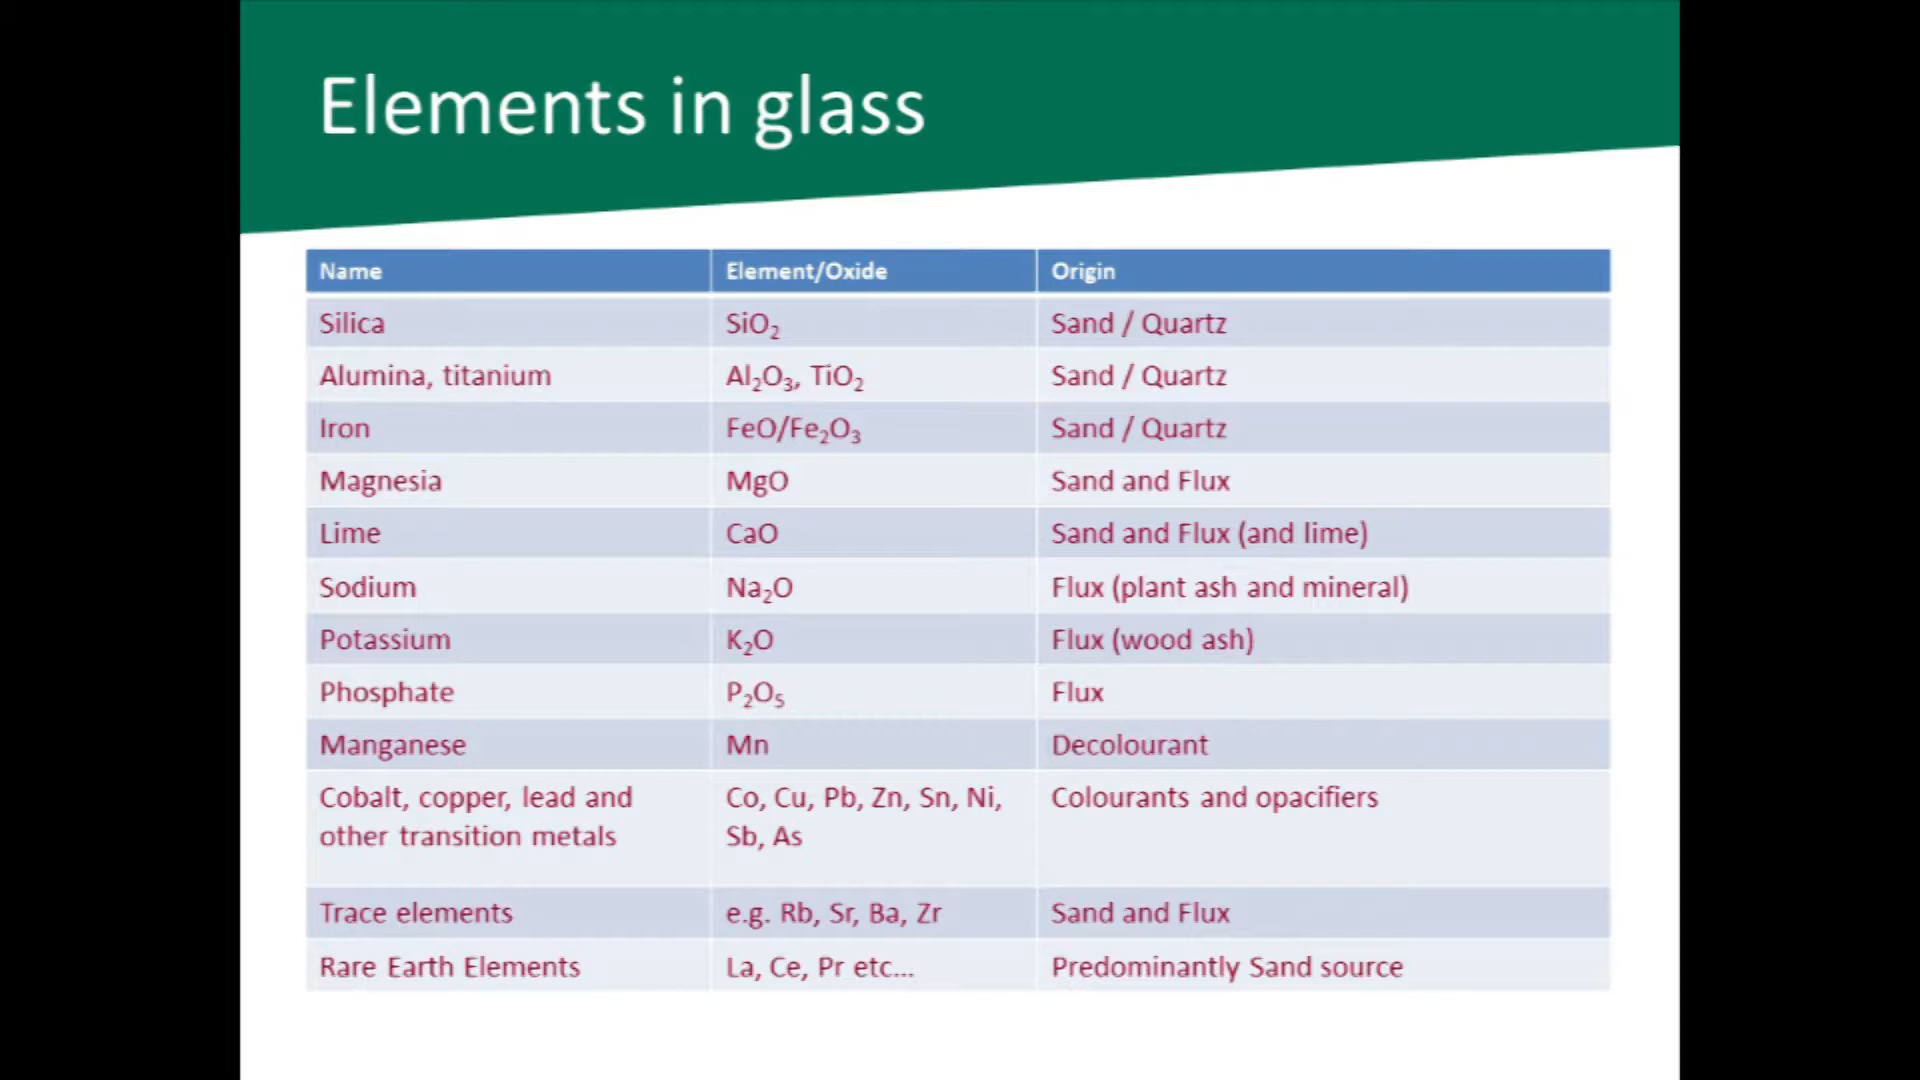 Elements in glass
Name Element/Oxide Origin
Silica SiO₂ Sand / Quartz
Alumina, titanium Al₂O₃, TiO₂ Sand / Quartz
Iron FeO/Fe₂O₃ Sand / Quartz
Magnesia MgO Sand and Flux
Lime CaO Sand and Flux (and lime)
Sodium Na₂O Flux (plant ash and mineral)
Potassium K₂O Flux (wood ash)
Phosphate P₂O₅ Flux
Manganese Mn Decolourant
Cobalt, copper, lead and Co, Cu, Pb, Zn, Sn, Ni, Colourants and opacifiers
other transition metals Sb, As
Trace elements e.g. Rb, Sr, Ba, Zr Sand and Flux
Rare Earth Elements La, Ce, Pr etc... Predominantly Sand source